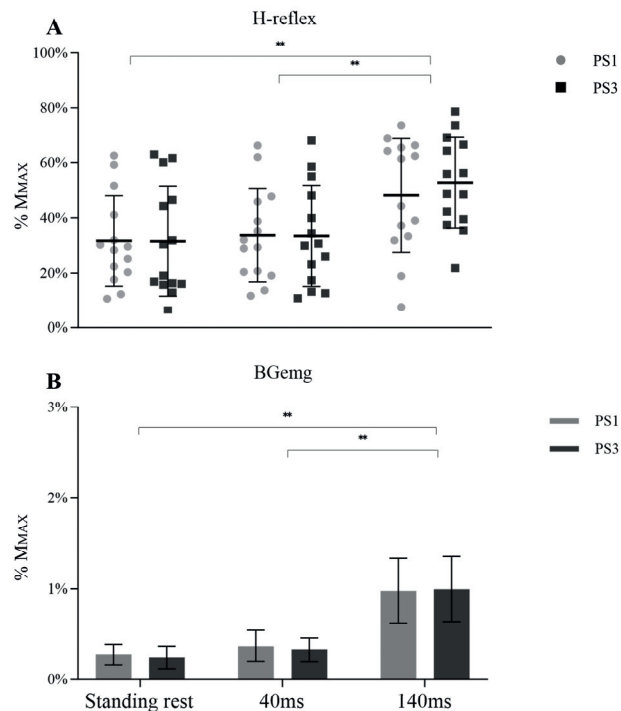 H-reflex
A
**
**
PS1
PS3
100%
80%
60%
40%
20%
0%
% MMAX
BGemg
B
**
**
PS1
PS3
3%
2%
1%
0%
% MMAX
Standing rest 40ms 140ms